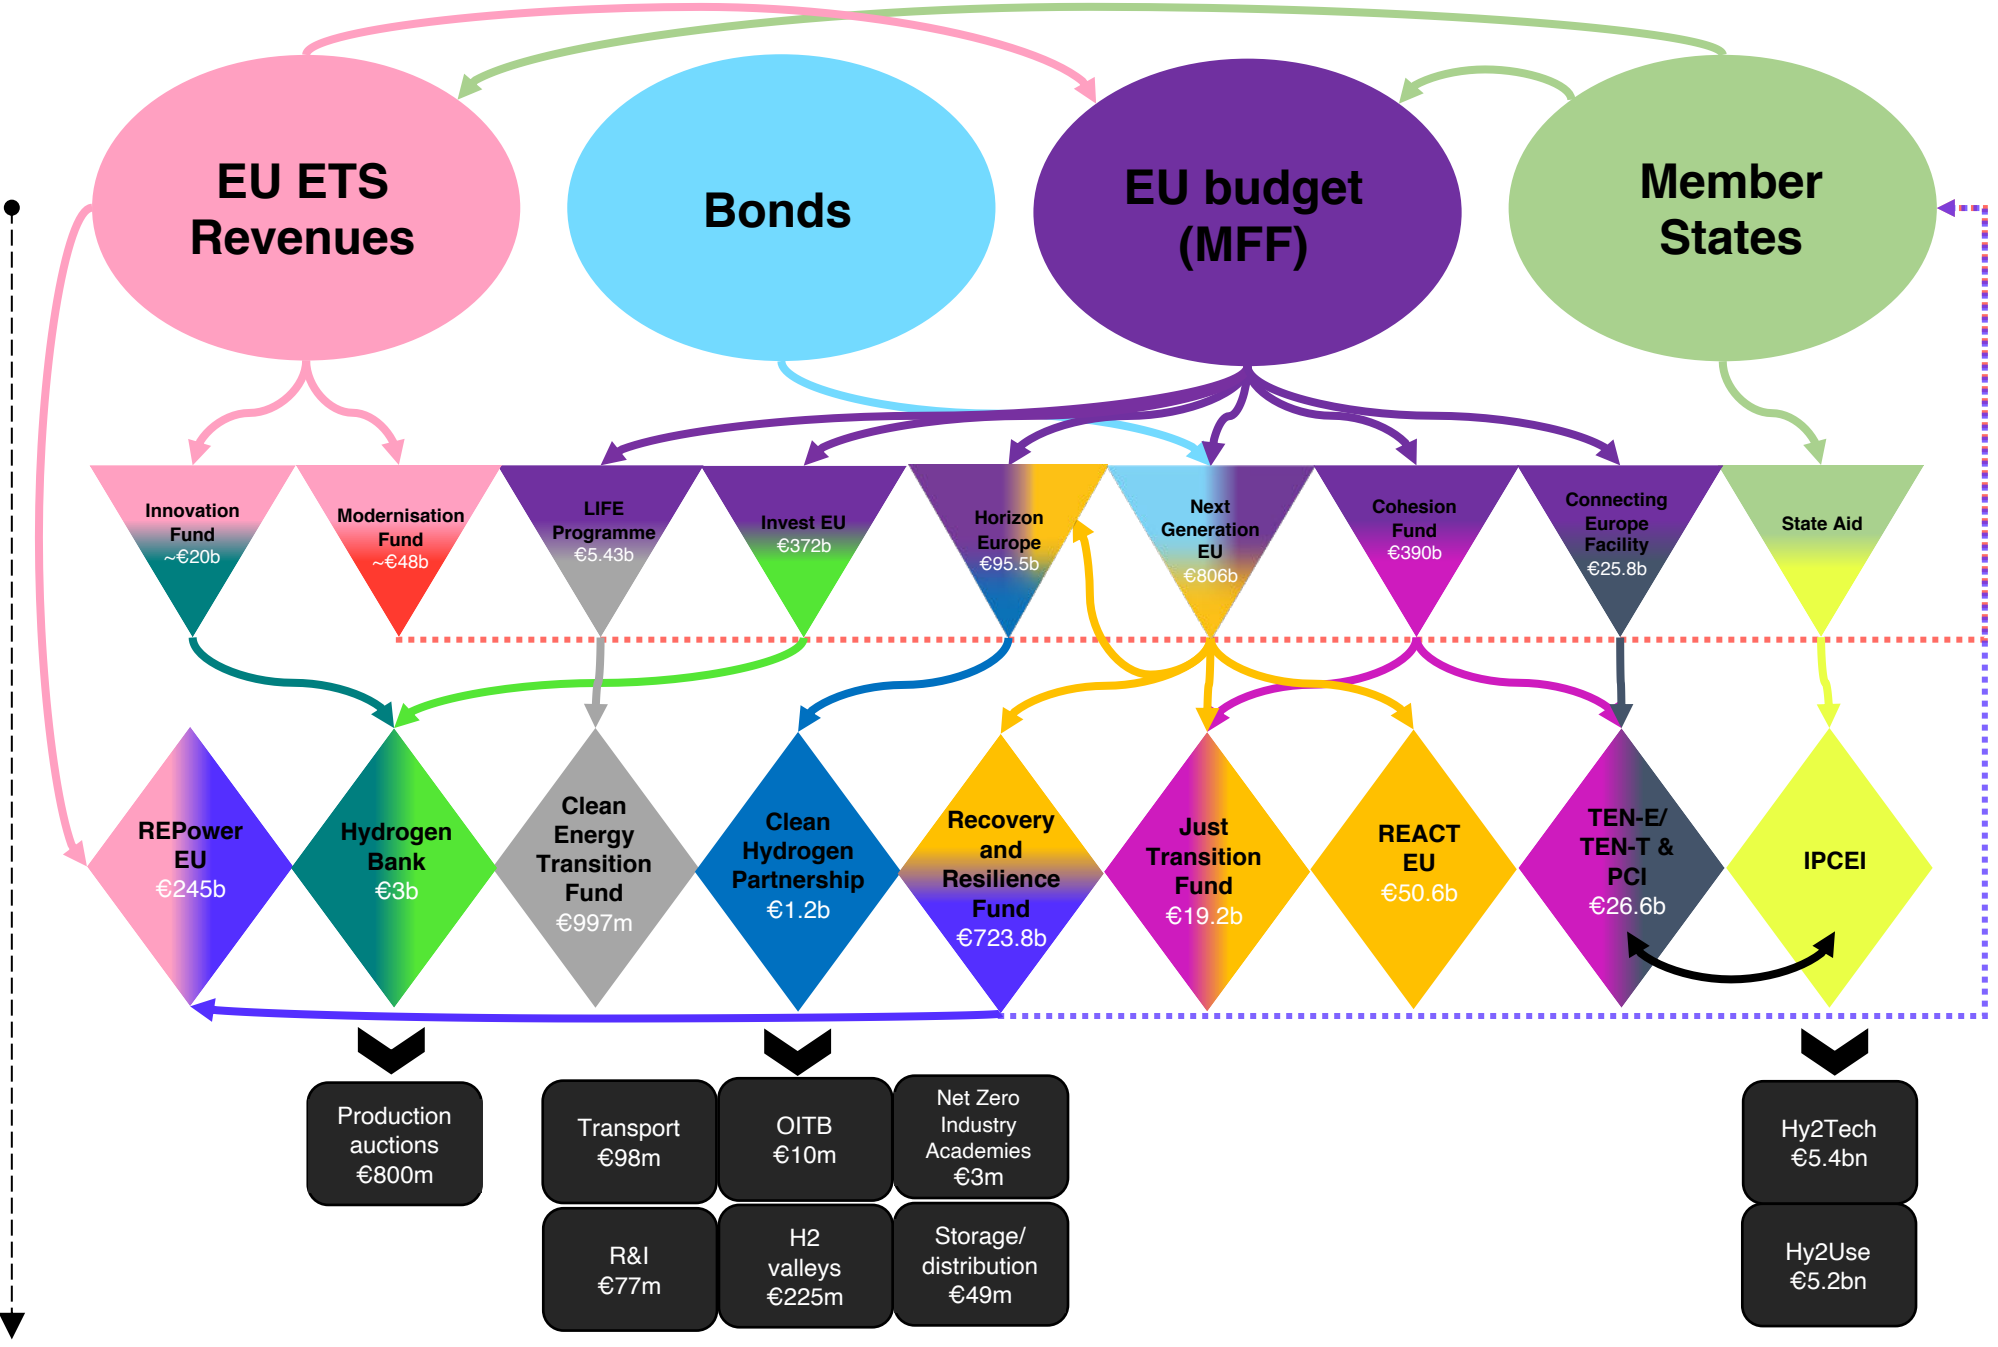 EU ETS
Revenues
Bonds
EU budget
(MFF)
Member
States
Innovation
Fund
~€20b
Modernisation
Fund
~€48b
LIFE
Programme
€5.43b
Invest EU
€372b
Horizon
Europe
€95.5b
Next
Generation
EU
€806b
Cohesion
Fund
€390b
Connecting
Europe
Facility
€25.8b
State Aid
REPower
EU
€245b
Hydrogen
Bank
€3b
Clean
Energy
Transition
Fund
€997m
Clean
Hydrogen
Partnership
€1.2b
Recovery
and
Resilience
Fund
€723.8b
Just
Transition
Fund
€19.2b
REACT
EU
€50.6b
TEN-E/
TEN-T &
PCI
€26.6b
IPCEI
Production
auctions
€800m
Transport
€98m
OITB
€10m
Net Zero
Industry
Academies
€3m
R&I
€77m
H2
valleys
€225m
Storage/
distribution
€49m
Hy2Tech
€5.4bn
Hy2Use
€5.2bn